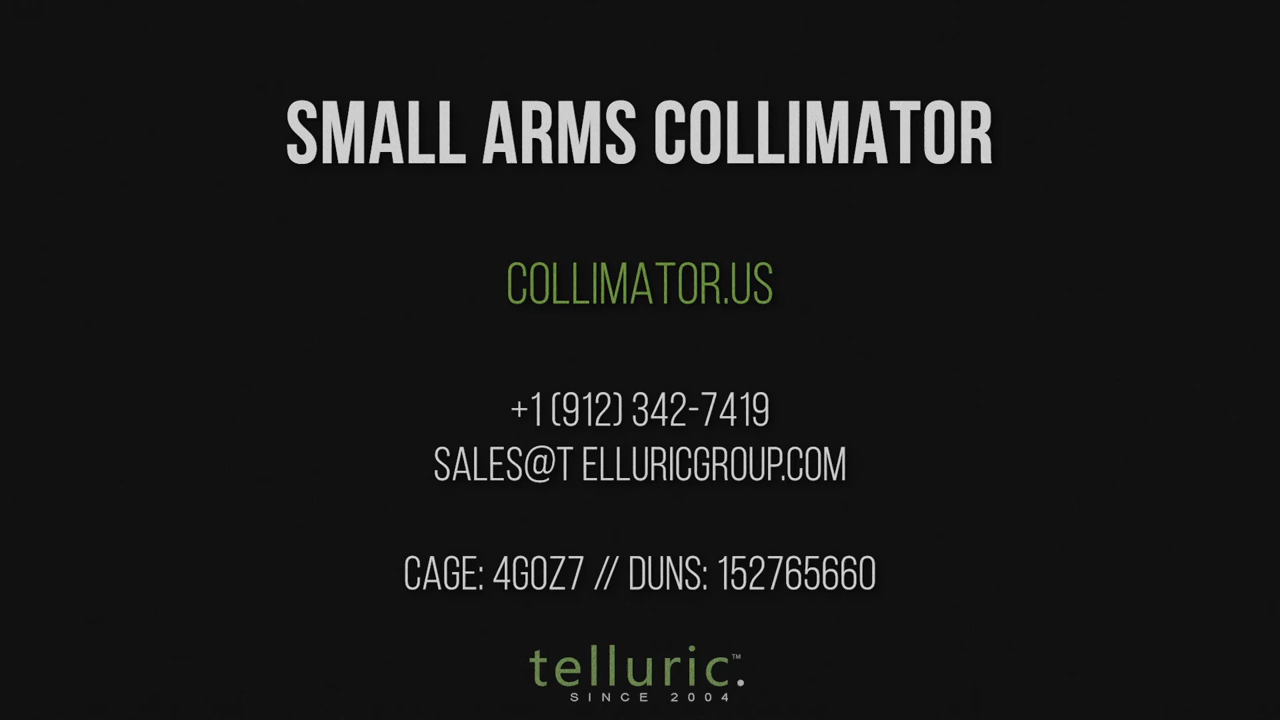 SMALL ARMS COLLIMATOR
COLLIMATOR.US
+1 (912) 342-7419
SALES@T ELLURICGROUP.COM
CAGE: 4G0Z7 // DUNS: 152765660
telluric.™
SINCE 2004